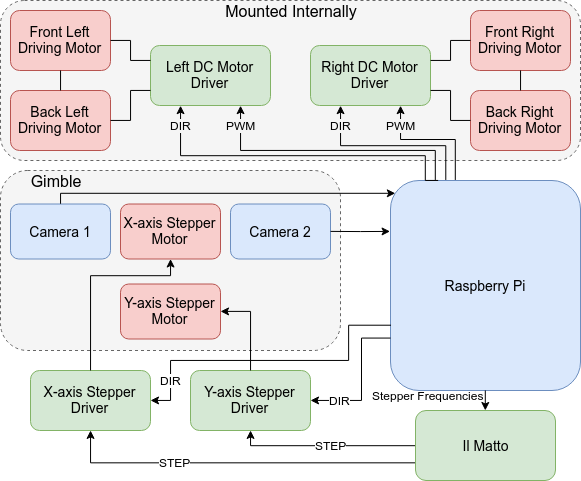 Mounted Internally
Front Left
Driving Motor
Left DC Motor
Driver
Right DC Motor
Driver
Front Right
Driving Motor
Back Left
Driving Motor
Back Right
Driving Motor
DIR
PWM
DIR
PWM
Gimble
Camera 1
X-axis Stepper
Motor
Camera 2
Y-axis Stepper
Motor
Raspberry Pi
X-axis Stepper
Driver
DIR
Y-axis Stepper
Driver
DIR
Stepper Frequencies
Il Matto
STEP
STEP